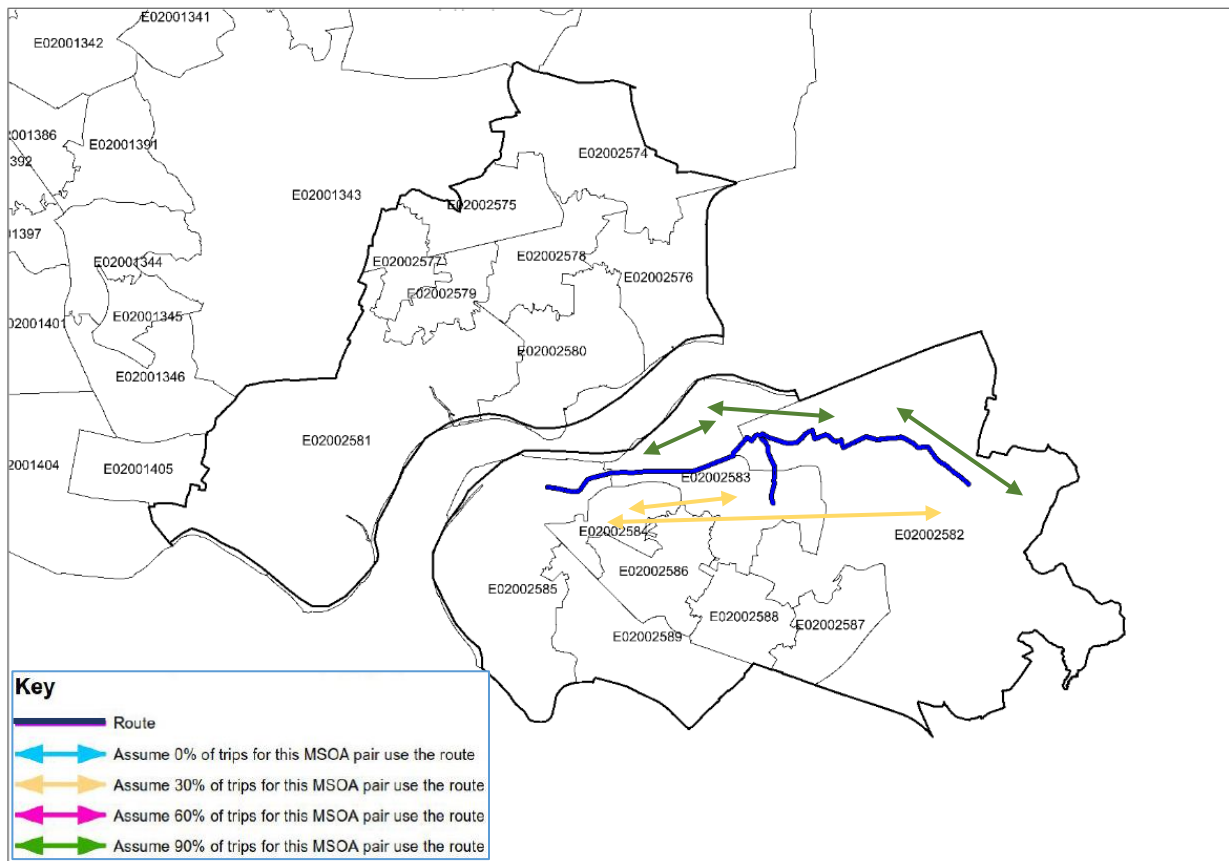 E02001341
E02001342
001386
E02001391
392
E02002574
E02001343
E02002575
1397
E02001344
E02002577
E02002578
E02002576
E02002579
02001401
E02001345
E02002580
E02001346
E02002581
02001404
E02001405
E02002583
E02002584
E02002582
E02002586
E02002585
E02002588
E02002587
E02002589
Key
Route
Assume 0% of trips for this MSOA pair use the route
Assume 30% of trips for this MSOA pair use the route
Assume 60% of trips for this MSOA pair use the route
Assume 90% of trips for this MSOA pair use the route